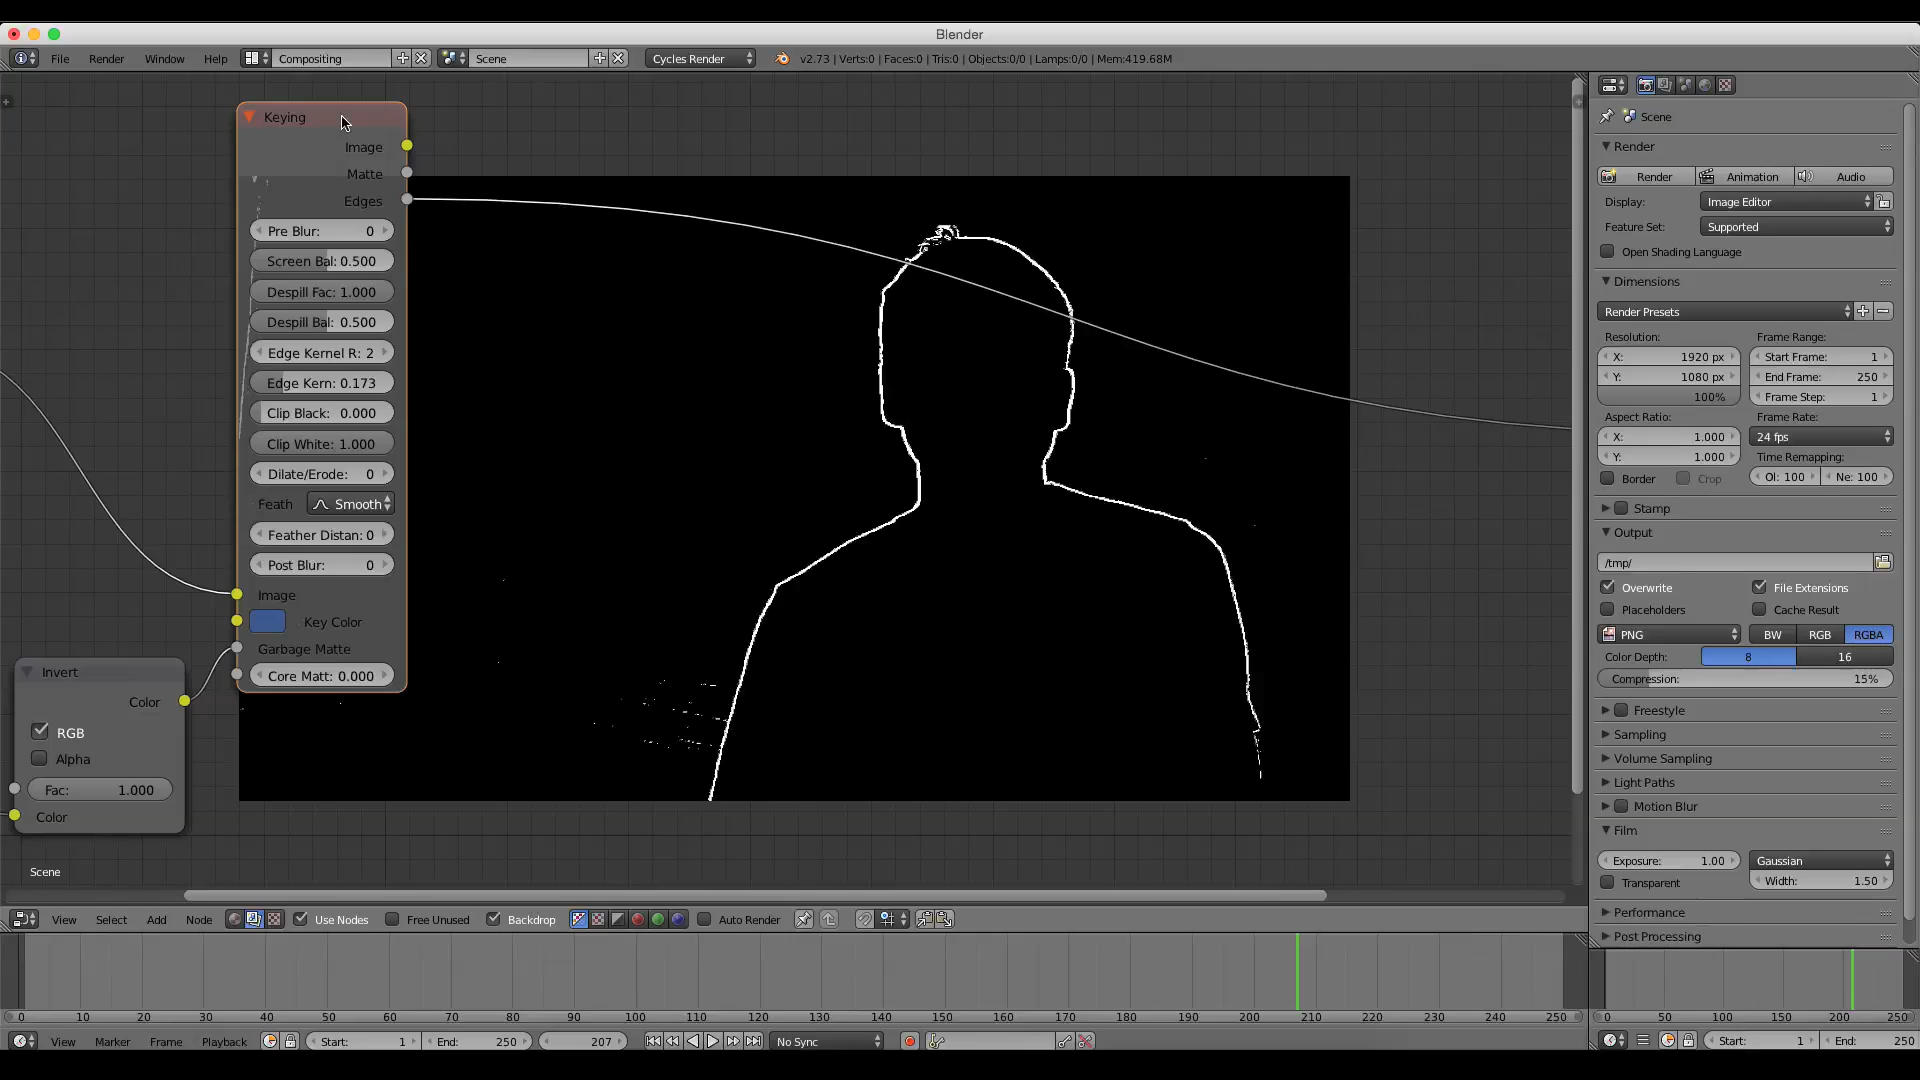 Blender
File Render Window Help Compositing Scene Cycles Render v2.73 | Verts:0 | Faces:0 | Tris:0 | Objects:0/0 | Lamps:0/0 | Mem:419.68M
Keying
Image
Matte
Edges
Pre Blur: 0
Screen Bal: 0.500
Despill Fac: 1.000
Despill Bal: 0.500
Edge Kernel R: 2
Edge Kern: 0.173
Clip Black: 0.000
Clip White: 1.000
Dilate/Erode: 0
Feath Smooth
Feather Distan: 0
Post Blur: 0
Image
Key Color
Garbage Matte
Core Matt: 0.000
Invert
Color
RGB
Alpha
Fac: 1.000
Color
Scene
View Select Add Node Use Nodes Free Unused Backdrop Auto Render
0 10 20 30 40 50 60 70 80 90 100 110 120 130 140 150 160 170 180 190 200 210 220 230 240 250
View Marker Frame Playback Start: 1 End: 250 207 No Sync
Scene
Render
Render Animation Audio
Display: Image Editor
Feature Set: Supported
Open Shading Language
Dimensions
Render Presets
Resolution: Frame Range:
X: 1920 px Start Frame: 1
Y: 1080 px End Frame: 250
100% Frame Step: 1
Aspect Ratio: Frame Rate:
X: 1.000 24 fps
Y: 1.000 Time Remapping:
Border Crop Ol: 100 Ne: 100
Stamp
Output
/tmp/
Overwrite File Extensions
Placeholders Cache Result
PNG BW RGB RGBA
Color Depth: 8 16
Compression: 15%
Freestyle
Sampling
Volume Sampling
Light Paths
Motion Blur
Film
Exposure: 1.00 Gaussian
Transparent Width: 1.50
Performance
Post Processing
0 50 100 150 200 250
Start: 1 End: 250